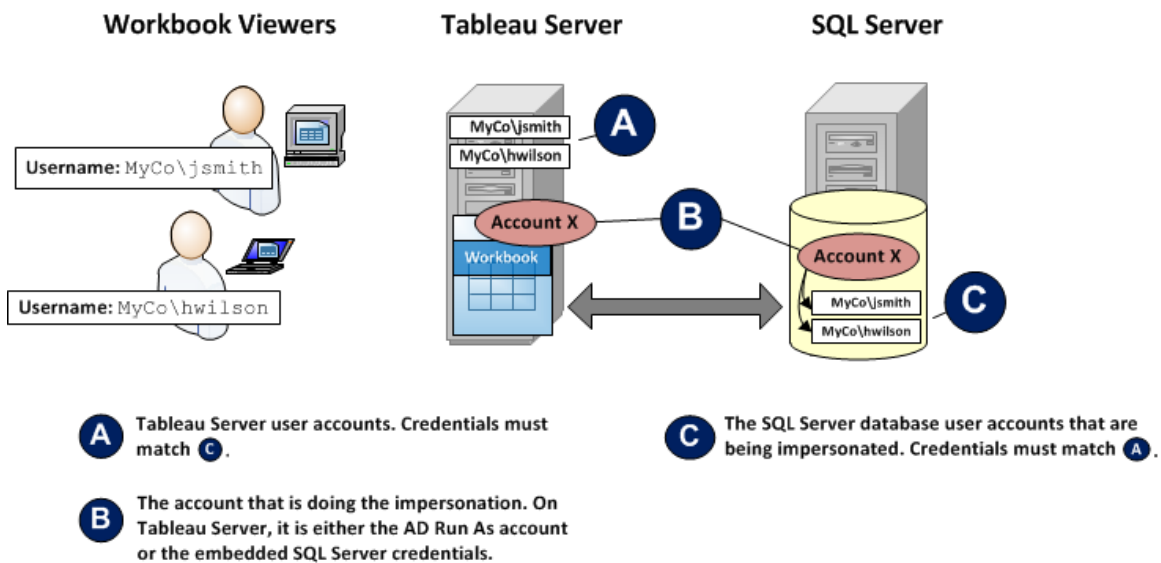 Workbook Viewers
Tableau Server
SQL Server
MyCo\jsmith
MyCo\hwilson
A
Username: MyCo\jsmith
Account X
B
Workbook
Account X
Username: MyCo\hwilson
MyCo\jsmith
MyCo\hwilson
C
A
Tableau Server user accounts. Credentials must
match C .
B
The account that is doing the impersonation. On
Tableau Server, it is either the AD Run As account
or the embedded SQL Server credentials.
C
The SQL Server database user accounts that are
being impersonated. Credentials must match A .